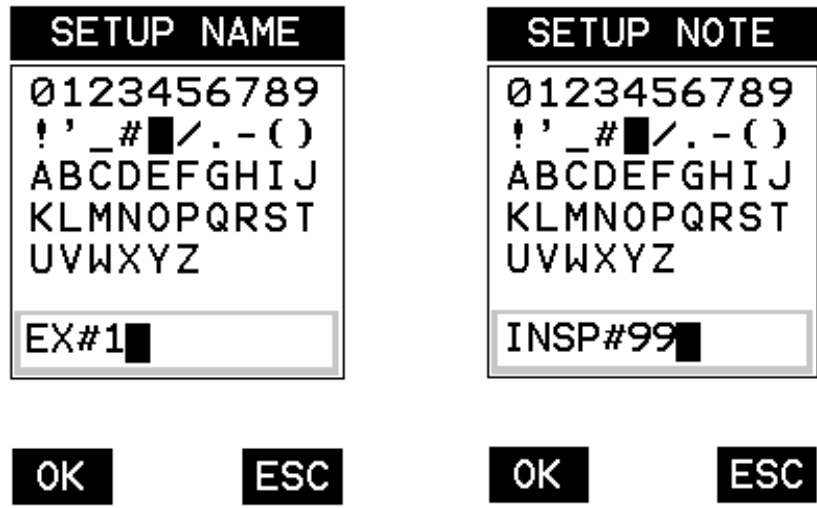 SETUP NAME
0123456789
!'_# /.-()
ABCDEFGHIJ
KLMNOPQRST
UVWXYZ
EX#1
OK ESC
SETUP NOTE
0123456789
!'_# /.-()
ABCDEFGHIJ
KLMNOPQRST
UVWXYZ
INSP#99
OK ESC